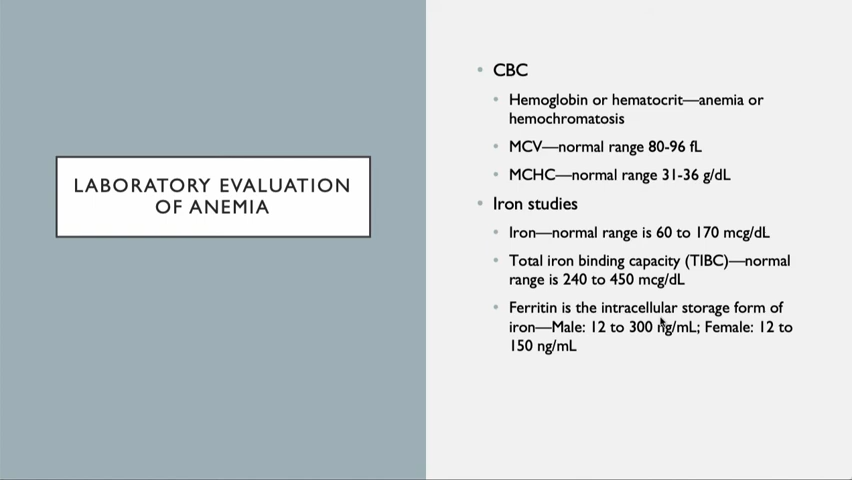 LABORATORY EVALUATION
OF ANEMIA
• CBC
• Hemoglobin or hematocrit—anemia or
hemochromatosis
• MCV—normal range 80-96 fL
• MCHC—normal range 31-36 g/dL
• Iron studies
• Iron—normal range is 60 to 170 mcg/dL
• Total iron binding capacity (TIBC)—normal
range is 240 to 450 mcg/dL
• Ferritin is the intracellular storage form of
iron—Male: 12 to 300 ng/mL; Female: 12 to
150 ng/mL